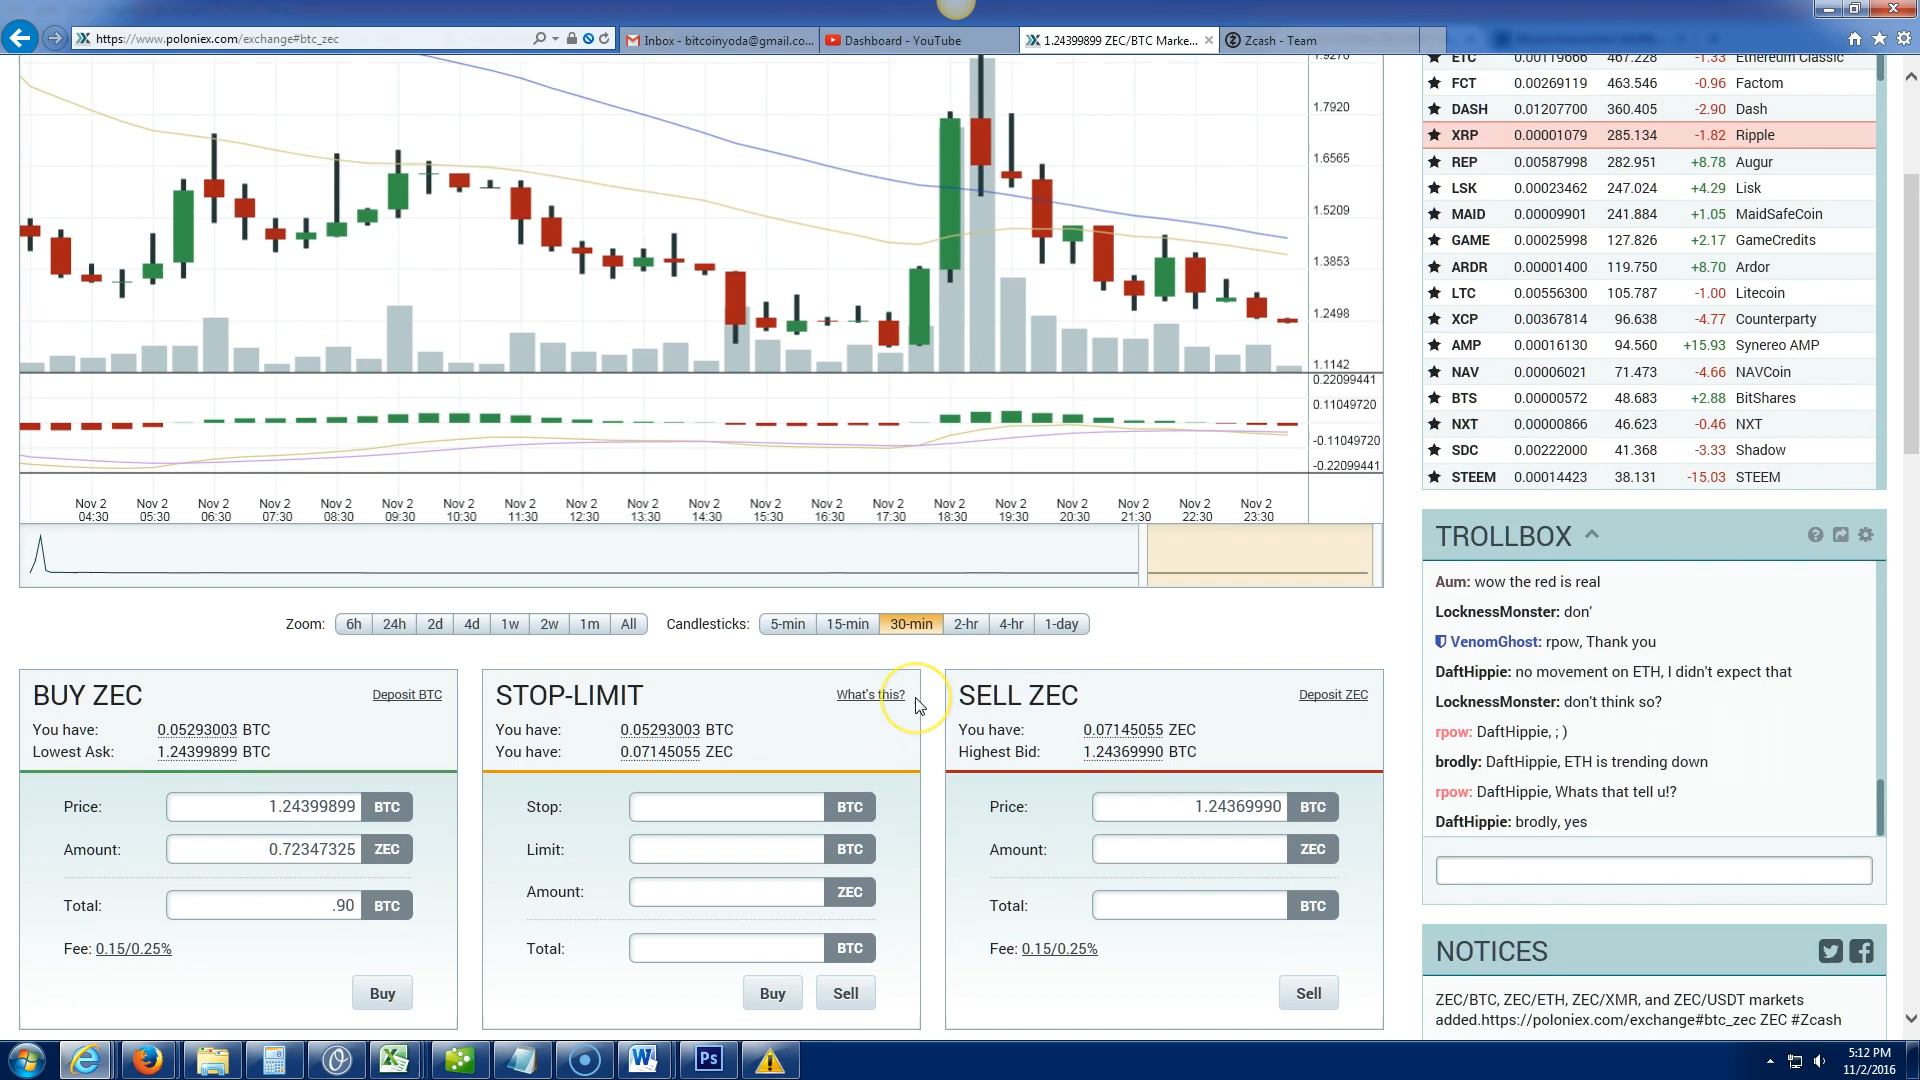 https://www.poloniex.com/exchange#btc_zec
Inbox - bitcoinyoda@gmail.co...
Dashboard - YouTube
1.24399899 ZEC/BTC Marke...
Zcash - Team
1.9276
1.7920
1.6565
1.5209
1.3853
1.2498
1.1142
0.22099441
0.11049720
-0.11049720
-0.22099441
Nov 2 04:30
Nov 2 05:30
Nov 2 06:30
Nov 2 07:30
Nov 2 08:30
Nov 2 09:30
Nov 2 10:30
Nov 2 11:30
Nov 2 12:30
Nov 2 13:30
Nov 2 14:30
Nov 2 15:30
Nov 2 16:30
Nov 2 17:30
Nov 2 18:30
Nov 2 19:30
Nov 2 20:30
Nov 2 21:30
Nov 2 22:30
Nov 2 23:30
Zoom: 6h 24h 2d 4d 1w 2w 1m All Candlesticks: 5-min 15-min 30-min 2-hr 4-hr 1-day
BUY ZEC Deposit BTC
You have: 0.05293003 BTC
Lowest Ask: 1.24399899 BTC
Price: 1.24399899 BTC
Amount: 0.72347325 ZEC
Total: .90 BTC
Fee: 0.15/0.25%
Buy
STOP-LIMIT What's this?
You have: 0.05293003 BTC
You have: 0.07145055 ZEC
Stop: BTC
Limit: BTC
Amount: ZEC
Total: BTC
Buy Sell
SELL ZEC Deposit ZEC
You have: 0.07145055 ZEC
Highest Bid: 1.24369990 BTC
Price: 1.24369990 BTC
Amount: ZEC
Total: BTC
Fee: 0.15/0.25%
Sell
ETC 0.00119666 467.228 -1.33 Ethereum Classic
FCT 0.00269119 463.546 -0.96 Factom
DASH 0.01207700 360.405 -2.90 Dash
XRP 0.00001079 285.134 -1.82 Ripple
REP 0.00587998 282.951 +8.78 Augur
LSK 0.00023462 247.024 +4.29 Lisk
MAID 0.00009901 241.884 +1.05 MaidSafeCoin
GAME 0.00025998 127.826 +2.17 GameCredits
ARDR 0.00001400 119.750 +8.70 Ardor
LTC 0.00556300 105.787 -1.00 Litecoin
XCP 0.00367814 96.638 -4.77 Counterparty
AMP 0.00016130 94.560 +15.93 Synereo AMP
NAV 0.00006021 71.473 -4.66 NAVCoin
BTS 0.00000572 48.683 +2.88 BitShares
NXT 0.00000866 46.623 -0.46 NXT
SDC 0.00222000 41.368 -3.33 Shadow
STEEM 0.00014423 38.131 -15.03 STEEM
TROLLBOX
Aum: wow the red is real
LocknessMonster: don'
VenomGhost: rpow, Thank you
DaftHippie: no movement on ETH, I didn't expect that
LocknessMonster: don't think so?
rpow: DaftHippie, ; )
brodly: DaftHippie, ETH is trending down
rpow: DaftHippie, Whats that tell u!?
DaftHippie: brodly, yes
NOTICES
ZEC/BTC, ZEC/ETH, ZEC/XMR, and ZEC/USDT markets
added.https://poloniex.com/exchange#btc_zec ZEC #Zcash
Ps
5:12 PM
11/2/2016